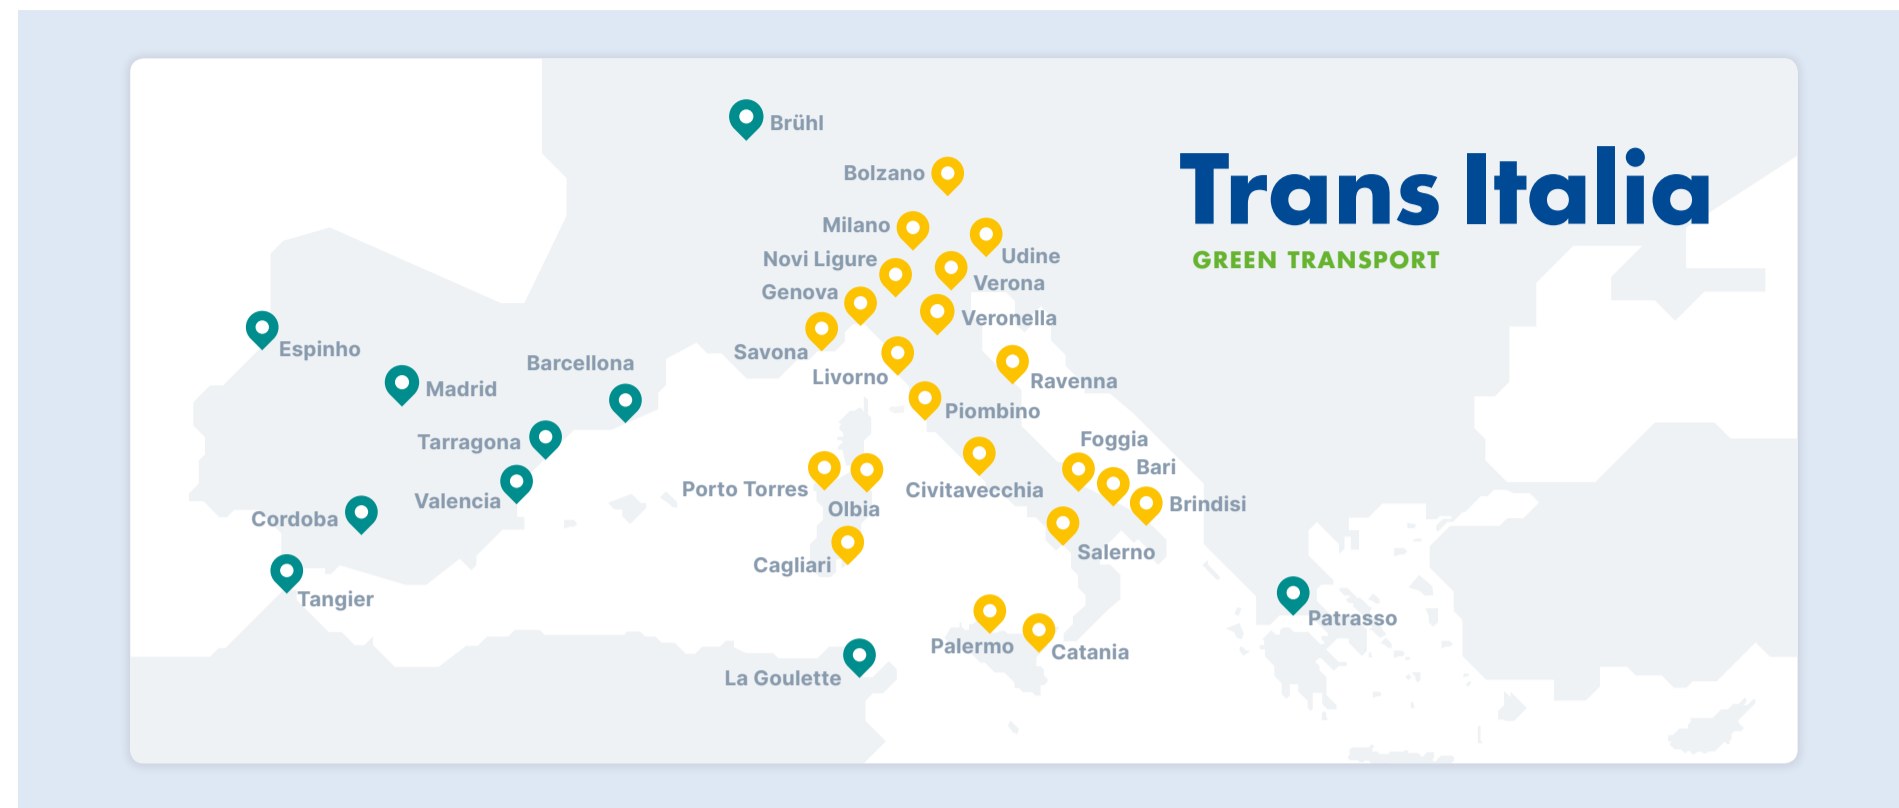 Brühl
Bolzano
Trans Italia
GREEN TRANSPORT
Milano
Udine
Novi Ligure
Verona
Genova
Veronella
Espinho
Savona
Barcellona
Livorno
Ravenna
Madrid
Piombino
Tarragona
Foggia
Bari
Porto Torres
Civitavecchia
Valencia
Olbia
Brindisi
Cordoba
Salerno
Cagliari
Tangier
Patrasso
Palermo
Catania
La Goulette